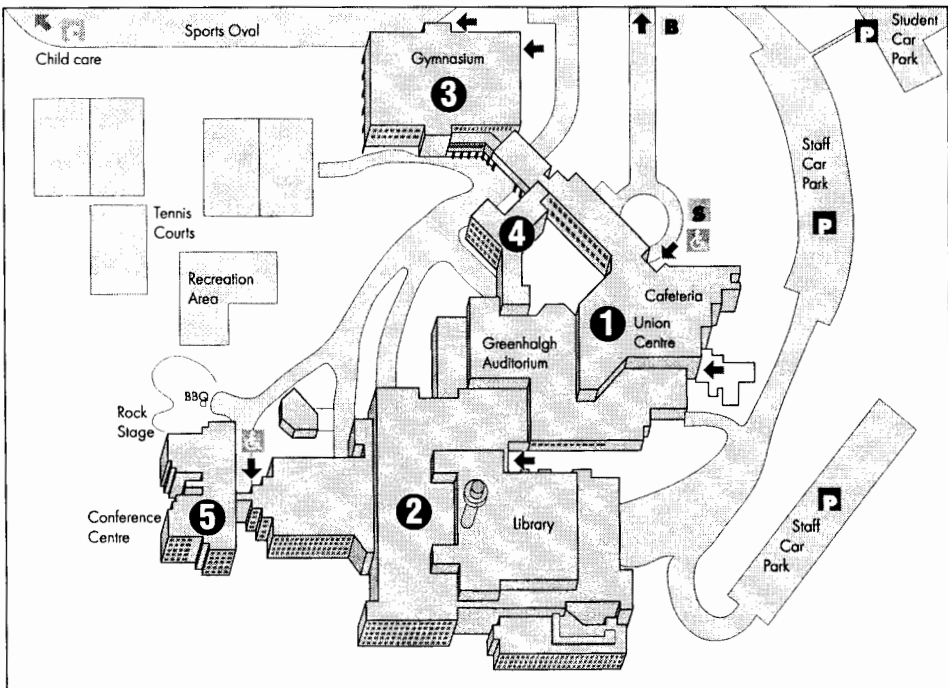 Sports Oval
Child care
Gymnasium
3
B
P
Student
Car
Park
Staff
Car
Park
P
Tennis
Courts
4
S
Recreation
Area
Cafeteria
1
Union
Centre
Greenhalgh
Auditorium
BBQ
Rock
Stage
Conference
Centre
5
2
Library
P
Staff
Car
Park